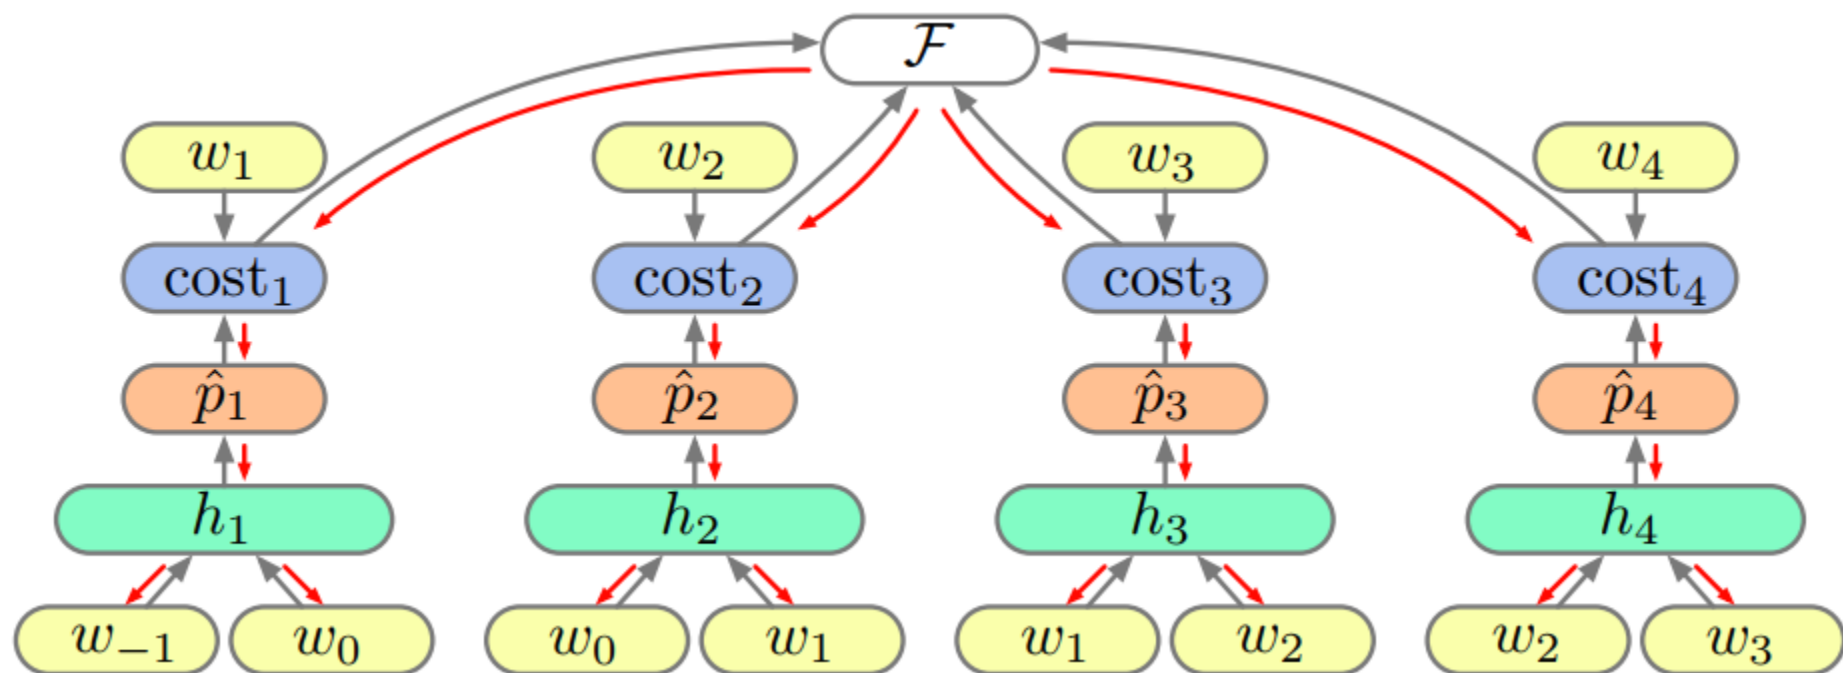 ℱ
w₁ w₂ w₃ w₄
cost₁ cost₂ cost₃ cost₄
p̂₁ p̂₂ p̂₃ p̂₄
h₁ h₂ h₃ h₄
w₋₁ w₀ w₀ w₁ w₁ w₂ w₂ w₃